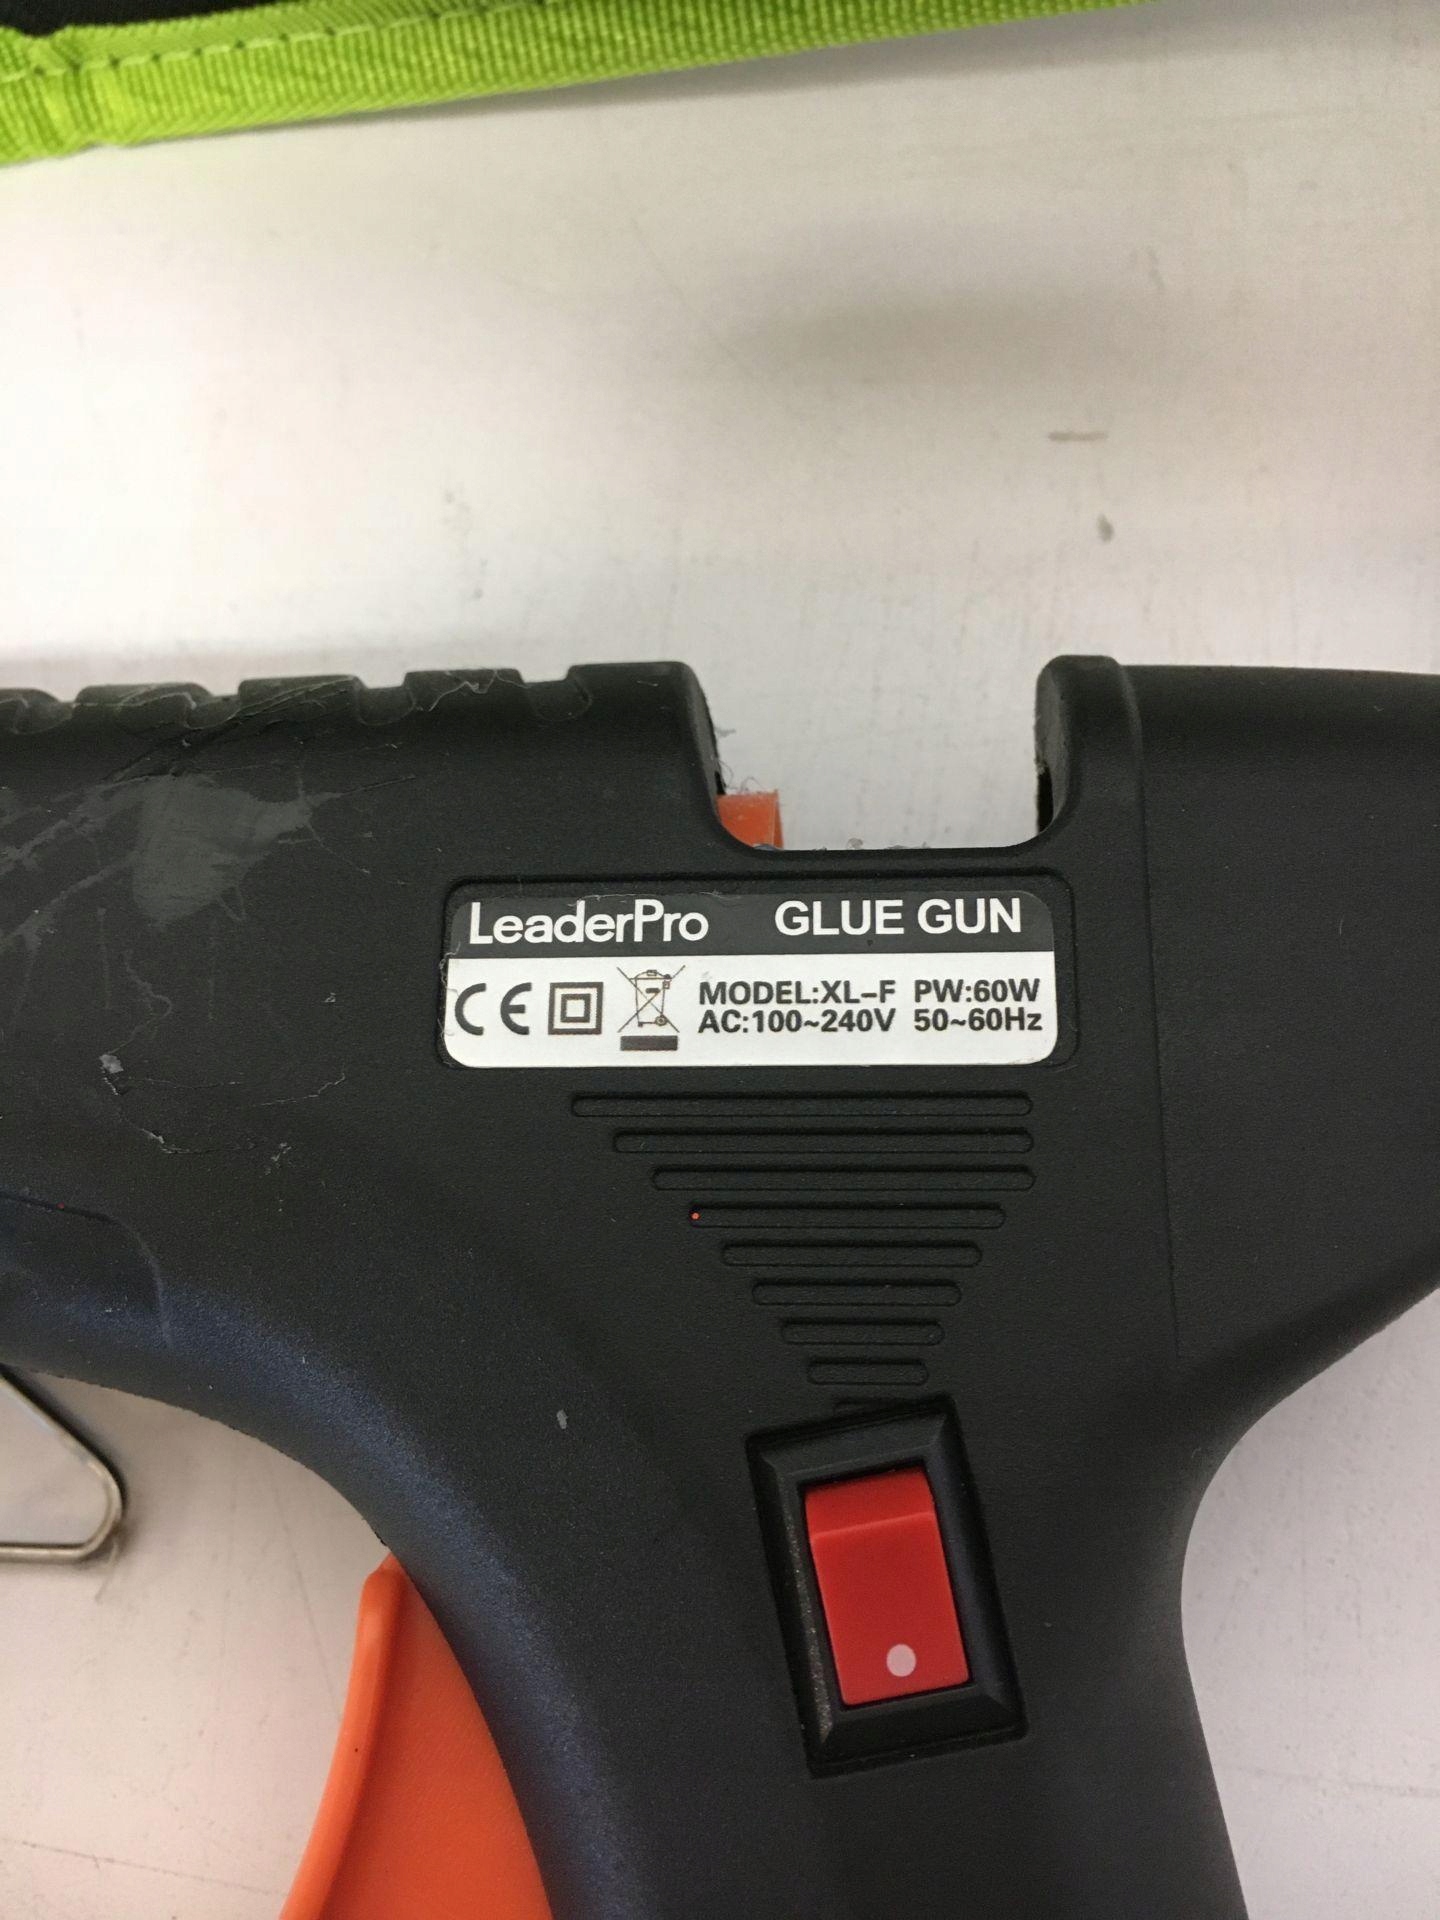 LeaderPro GLUE GUN
CE MODEL:XL-F PW:60W
AC:100~240V 50~60Hz